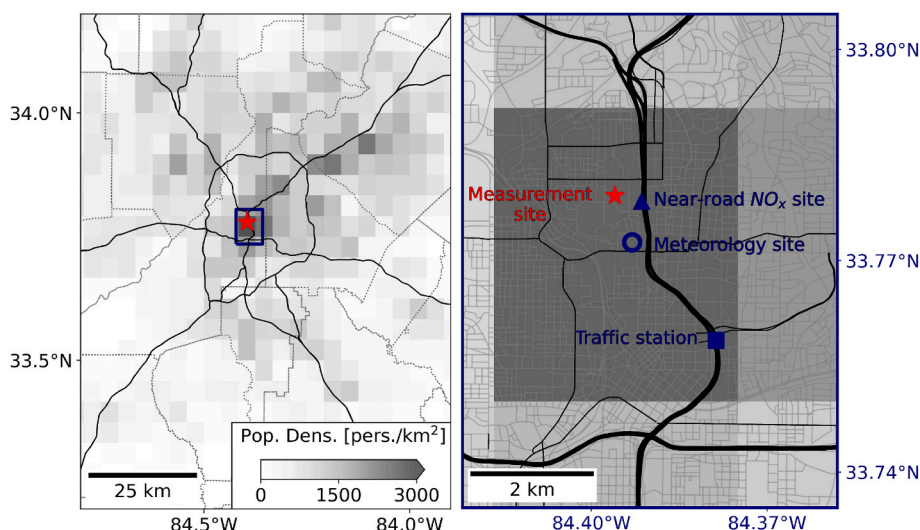 34.0°N
33.5°N
84.5°W
84.0°W
Pop. Dens. [pers./km²]
0 1500 3000
25 km
33.80°N
33.77°N
33.74°N
84.40°W
84.37°W
Measurement
site
Near-road NOₓ site
Meteorology site
Traffic station
2 km